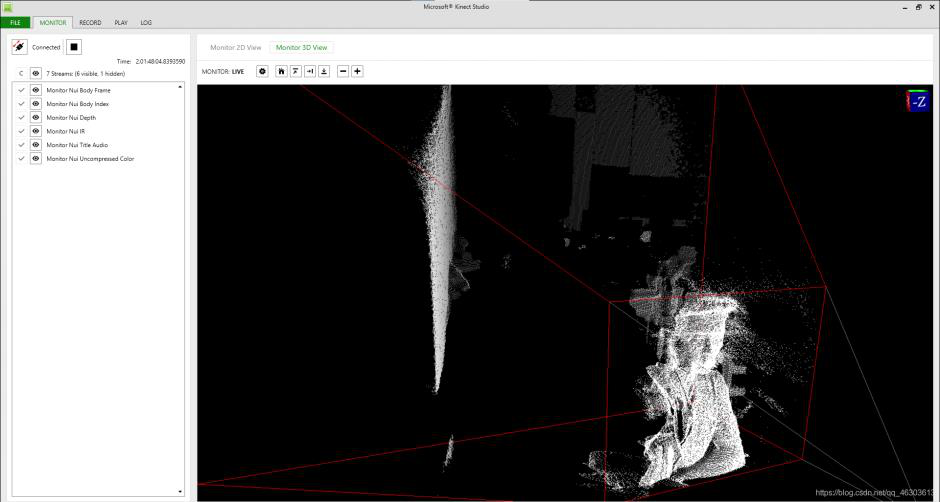 Microsoft® Kinect Studio
FILE MONITOR RECORD PLAY LOG
Connected
Time: 2.01:48:04.8393590
C 7 Streams: (6 visible, 1 hidden)
Monitor Nui Body Frame
Monitor Nui Body Index
Monitor Nui Depth
Monitor Nui IR
Monitor Nui Title Audio
Monitor Nui Uncompressed Color
Monitor 2D View Monitor 3D View
MONITOR: LIVE
-Z
https://blog.csdn.net/qq_46303613